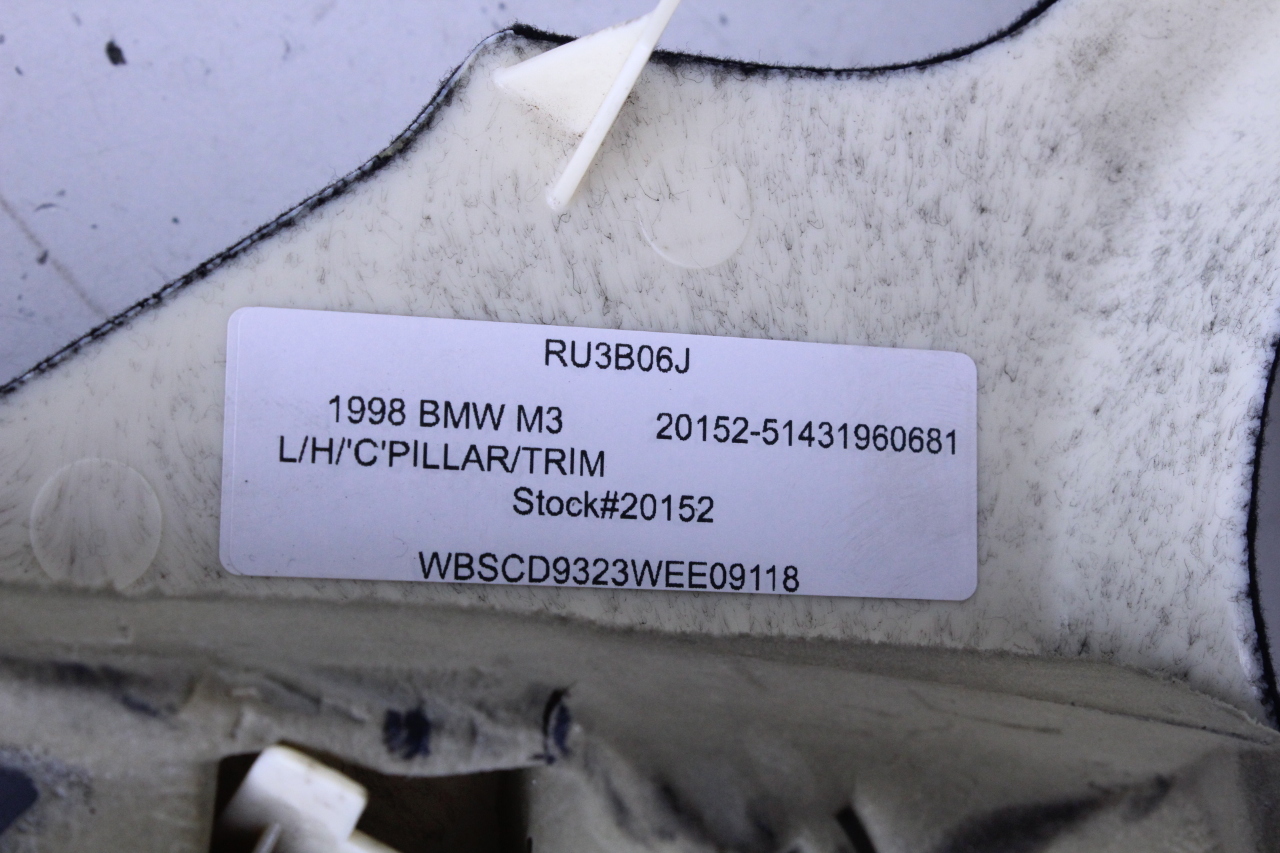 RU3B06J
1998 BMW M3 20152-51431960681
L/H/'C'PILLAR/TRIM
Stock#20152
WBSCD9323WEE09118